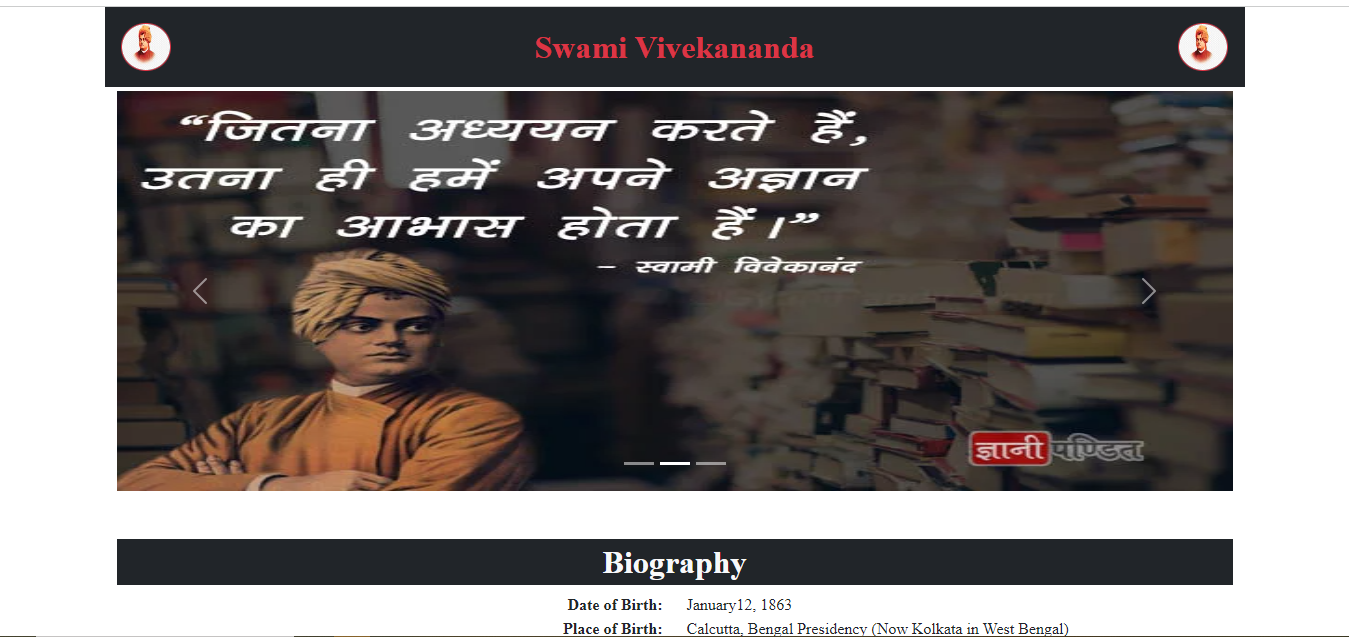 Swami Vivekananda
“जितना अध्ययन करते हैं,
उतना ही हमें अपने अज्ञान
का आभास होता हैं।”
– स्वामी विवेकानंद
ज्ञानीपण्डित
Biography
Date of Birth: January12, 1863
Place of Birth: Calcutta, Bengal Presidency (Now Kolkata in West Bengal)